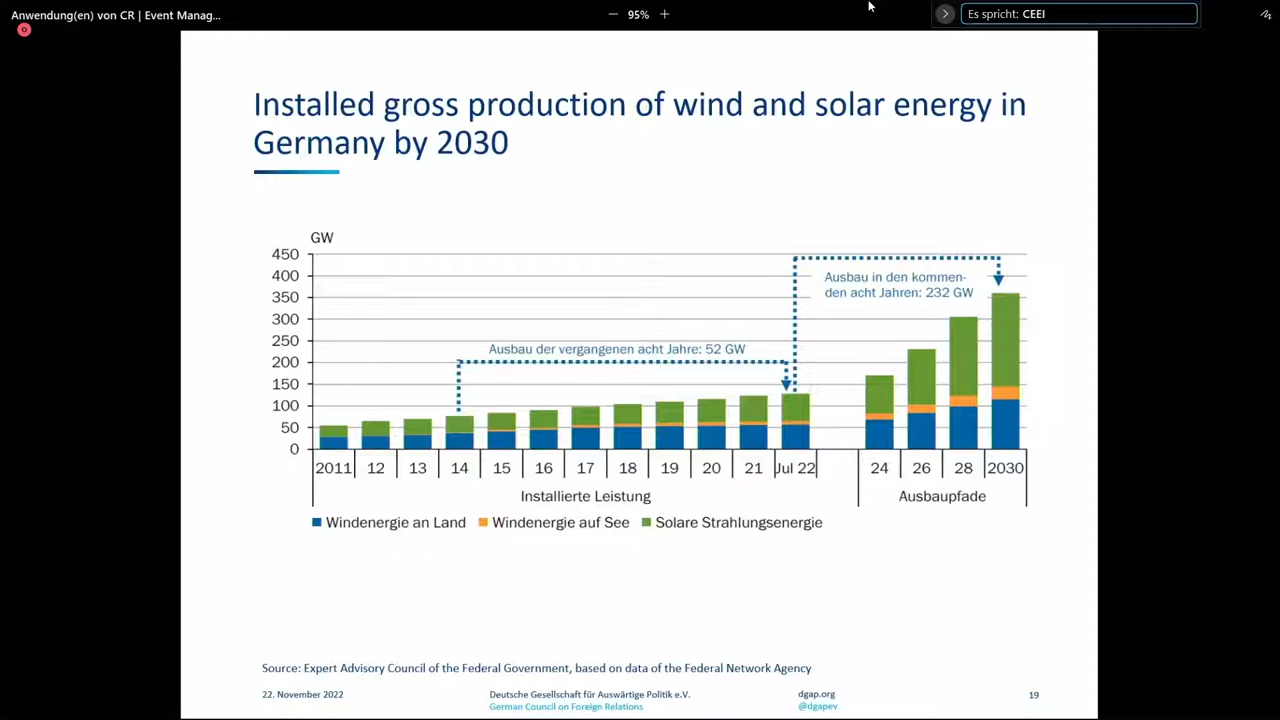 Anwendung(en) von CR | Event Manag...
95%
Es spricht: CEEI
Installed gross production of wind and solar energy in
Germany by 2030
GW
450
400
350
300
250
200
150
100
50
0
Ausbau der vergangenen acht Jahre: 52 GW
Ausbau in den kommen-
den acht Jahren: 232 GW
2011 12 13 14 15 16 17 18 19 20 21 Jul 22 24 26 28 2030
Installierte Leistung Ausbaupfade
Windenergie an Land Windenergie auf See Solare Strahlungsenergie
Source: Expert Advisory Council of the Federal Government, based on data of the Federal Network Agency
22. November 2022 Deutsche Gesellschaft für Auswärtige Politik e.V. dgap.org 19
German Council on Foreign Relations @dgapev